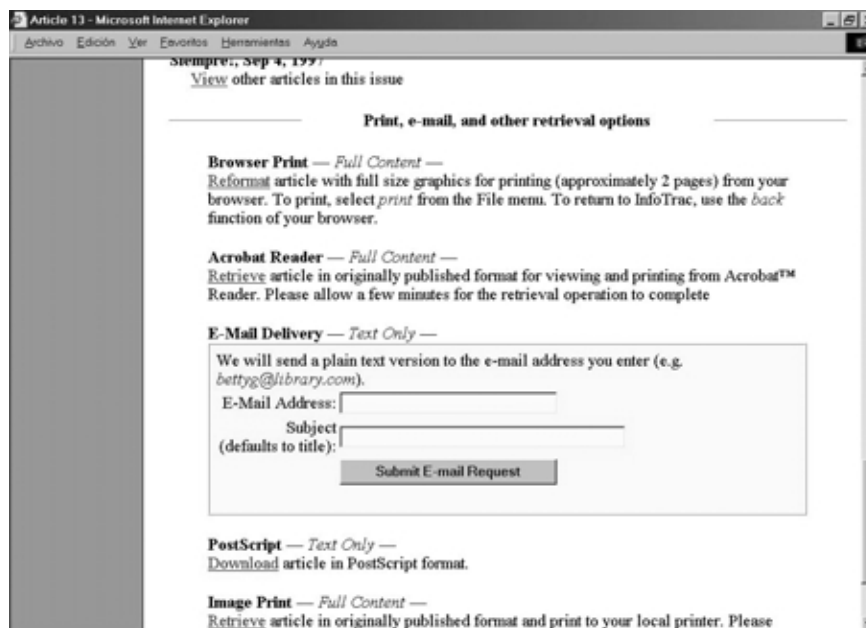 Article 13 - Microsoft Internet Explorer
Archivo Edición Ver Favoritos Herramientas Ayuda
Siempre!, Sep 4, 1997
View other articles in this issue
Print, e-mail, and other retrieval options
Browser Print — Full Content —
Reformat article with full size graphics for printing (approximately 2 pages) from your
browser. To print, select print from the File menu. To return to InfoTrac, use the back
function of your browser.
Acrobat Reader — Full Content —
Retrieve article in originally published format for viewing and printing from Acrobat™
Reader. Please allow a few minutes for the retrieval operation to complete
E-Mail Delivery — Text Only —
We will send a plain text version to the e-mail address you enter (e.g.
bettyg@library.com).
E-Mail Address:
Subject
(defaults to title):
Submit E-mail Request
PostScript — Text Only —
Download article in PostScript format.
Image Print — Full Content —
Retrieve article in originally published format and print to your local printer. Please